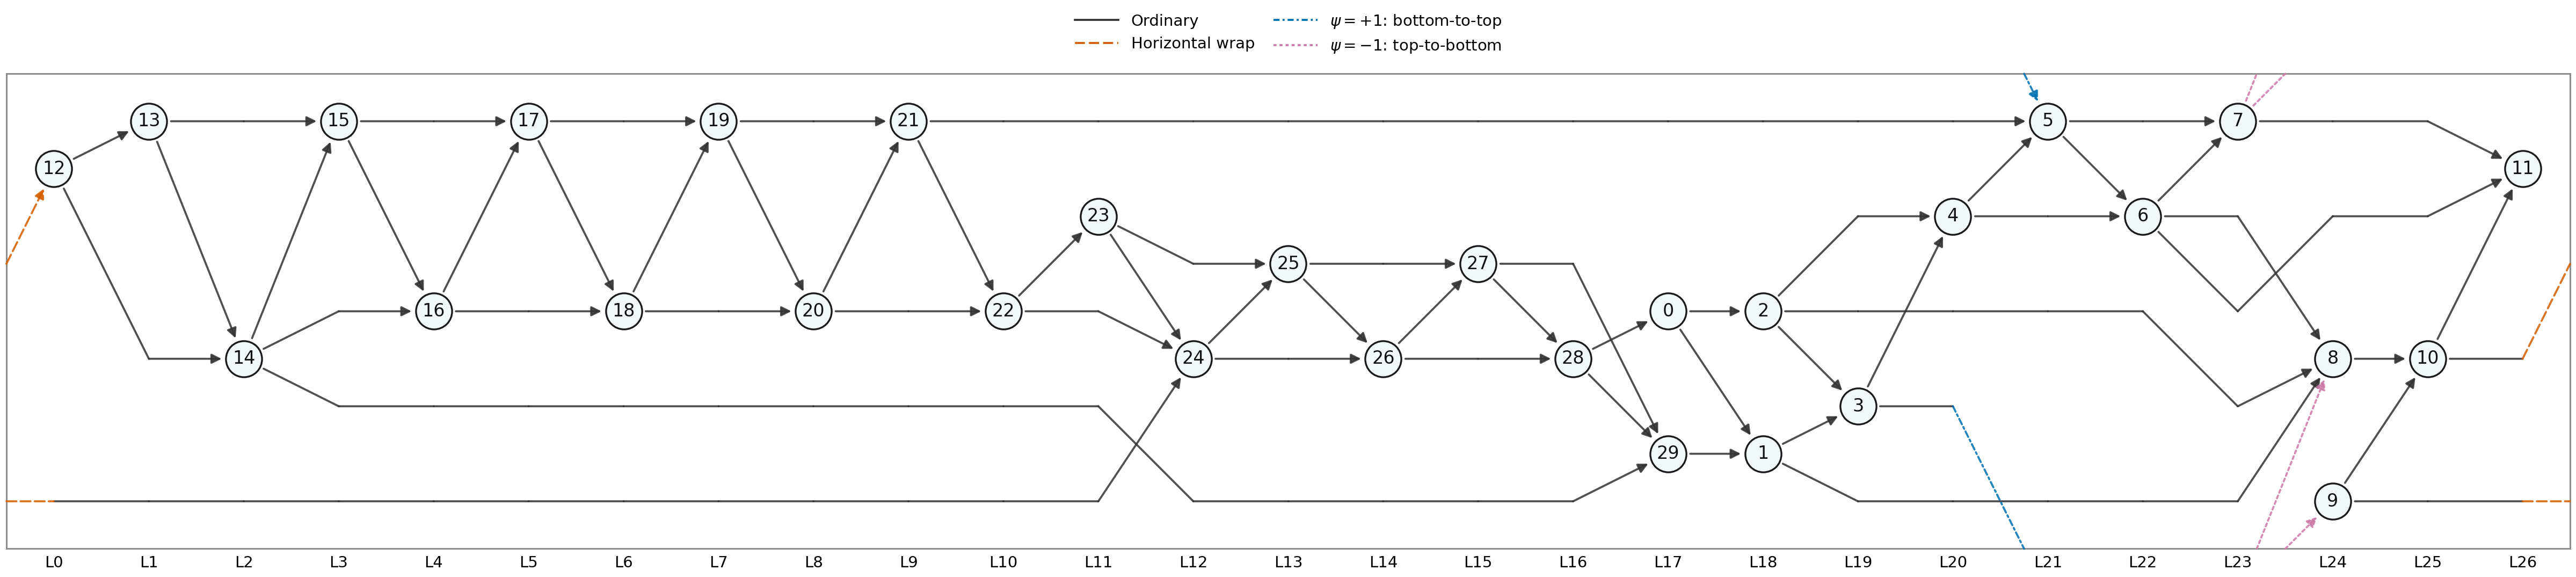 Ordinary
Horizontal wrap
ψ = +1: bottom-to-top
ψ = −1: top-to-bottom
13 15 17 19 21 5 7
12 11
23 4 6
25 27
16 18 20 22 0 2
14 24 26 28 8 10
3
29 1
9
L0 L1 L2 L3 L4 L5 L6 L7 L8 L9 L10 L11 L12 L13 L14 L15 L16 L17 L18 L19 L20 L21 L22 L23 L24 L25 L26